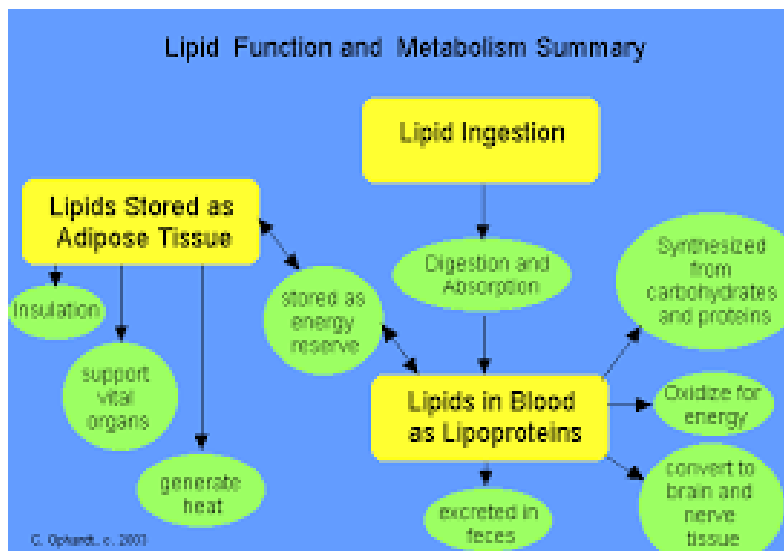 Lipid Function and Metabolism Summary
Lipid Ingestion
Lipids Stored as
Adipose Tissue
Digestion and
Absorption
Synthesized
from
carbohydrates
and proteins
Insulation
stored as
energy
reserve
support
vital
organs
Lipids in Blood
as Lipoproteins
Oxidize for
energy
generate
heat
excreted in
feces
convert to
brain and
nerve
tissue
C. Ophardt, c. 2003